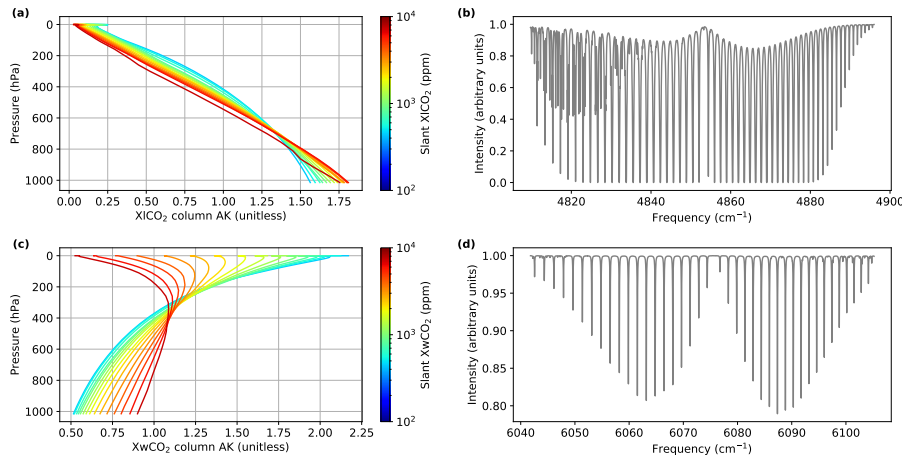 (a)
0
200
400
600
800
1000
Pressure (hPa)
0.0 0.25 0.50 0.75 1.00 1.25 1.50 1.75
XlCO₂ column AK (unitless)
10⁴
10³
10²
Slant XlCO₂ (ppm)
(b)
1.0
0.8
0.6
0.4
0.2
0.0
Intensity (arbitrary units)
4820 4840 4860 4880 4900
Frequency (cm⁻¹)
(c)
0
200
400
600
800
1000
Pressure (hPa)
0.50 0.75 1.00 1.25 1.50 1.75 2.00 2.25
XwCO₂ column AK (unitless)
10⁴
10³
10²
Slant XwCO₂ (ppm)
(d)
1.00
0.95
0.90
0.85
0.80
Intensity (arbitrary units)
6040 6050 6060 6070 6080 6090 6100
Frequency (cm⁻¹)